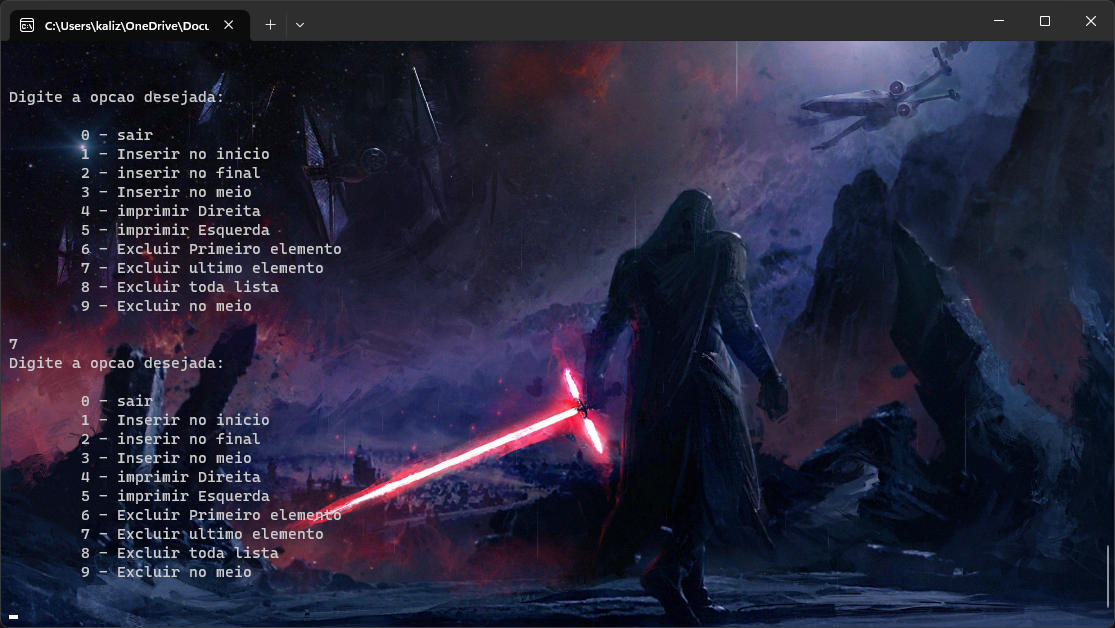 C:\Users\kaliz\OneDrive\Docu
Digite a opcao desejada:
0 - sair
1 - Inserir no inicio
2 - inserir no final
3 - Inserir no meio
4 - imprimir Direita
5 - imprimir Esquerda
6 - Excluir Primeiro elemento
7 - Excluir ultimo elemento
8 - Excluir toda lista
9 - Excluir no meio
7
Digite a opcao desejada:
0 - sair
1 - Inserir no inicio
2 - inserir no final
3 - Inserir no meio
4 - imprimir Direita
5 - imprimir Esquerda
6 - Excluir Primeiro elemento
7 - Excluir ultimo elemento
8 - Excluir toda lista
9 - Excluir no meio